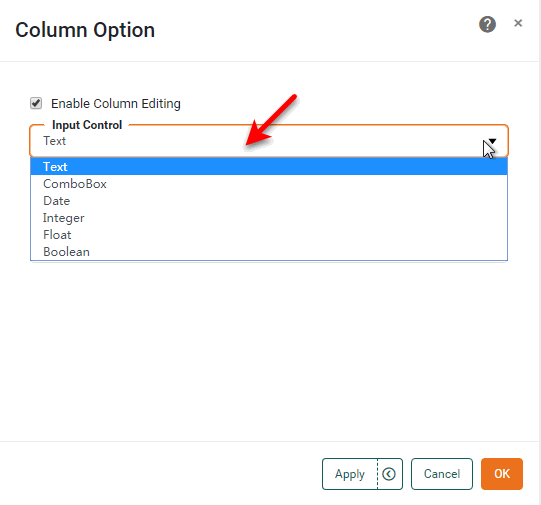 Column Option
Enable Column Editing
Input Control
Text
Text
ComboBox
Date
Integer
Float
Boolean
Apply
Cancel
OK